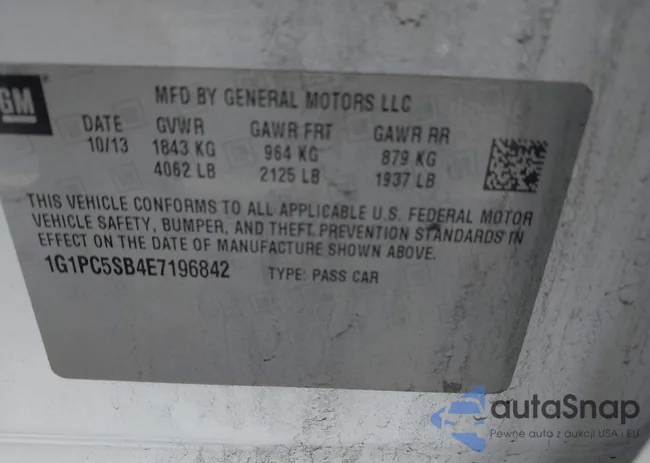 GM
MFD BY GENERAL MOTORS LLC
DATE GVWR GAWR FRT GAWR RR
10/13 1843 KG 964 KG 879 KG
4062 LB 2125 LB 1937 LB
THIS VEHICLE CONFORMS TO ALL APPLICABLE U.S. FEDERAL MOTOR
VEHICLE SAFETY, BUMPER, AND THEFT PREVENTION STANDARDS
IN EFFECT ON THE DATE OF MANUFACTURE SHOWN ABOVE.
1G1PC5SB4E7196842 TYPE: PASS CAR
autoSnap
Pewne auta z aukcji USA i EU